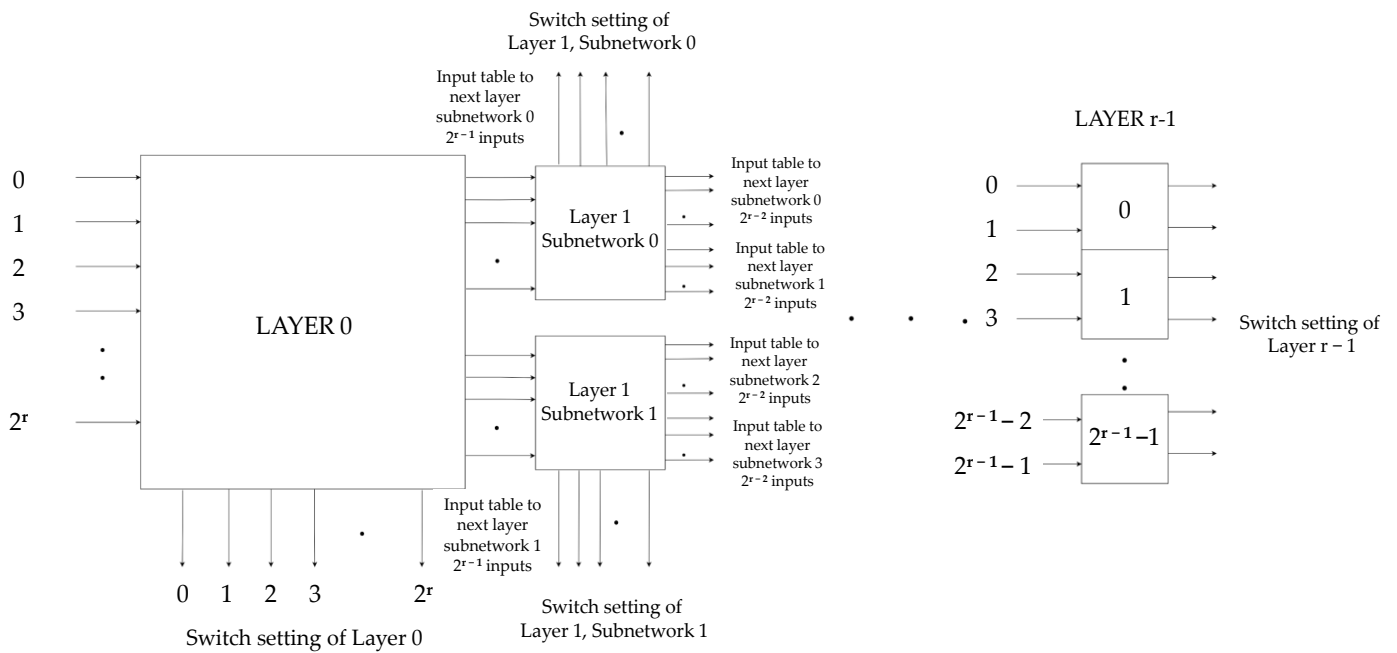 Switch setting of
Layer 1, Subnetwork 0
Input table to
next layer
subnetwork 0
2ʳ⁻¹ inputs
0
1
2
3
2ʳ
LAYER 0
0
1
2
3
2ʳ
Switch setting of Layer 0
Layer 1
Subnetwork 0
Input table to
next layer
subnetwork 0
2ʳ⁻² inputs
Input table to
next layer
subnetwork 1
2ʳ⁻² inputs
Layer 1
Subnetwork 1
Input table to
next layer
subnetwork 2
2ʳ⁻² inputs
Input table to
next layer
subnetwork 3
2ʳ⁻² inputs
Input table to
next layer
subnetwork 1
2ʳ⁻¹ inputs
Switch setting of
Layer 1, Subnetwork 1
LAYER r-1
0
1
2
3
0
1
2ʳ⁻¹ – 2
2ʳ⁻¹ – 1
2ʳ⁻¹ –1
Switch setting of
Layer r – 1